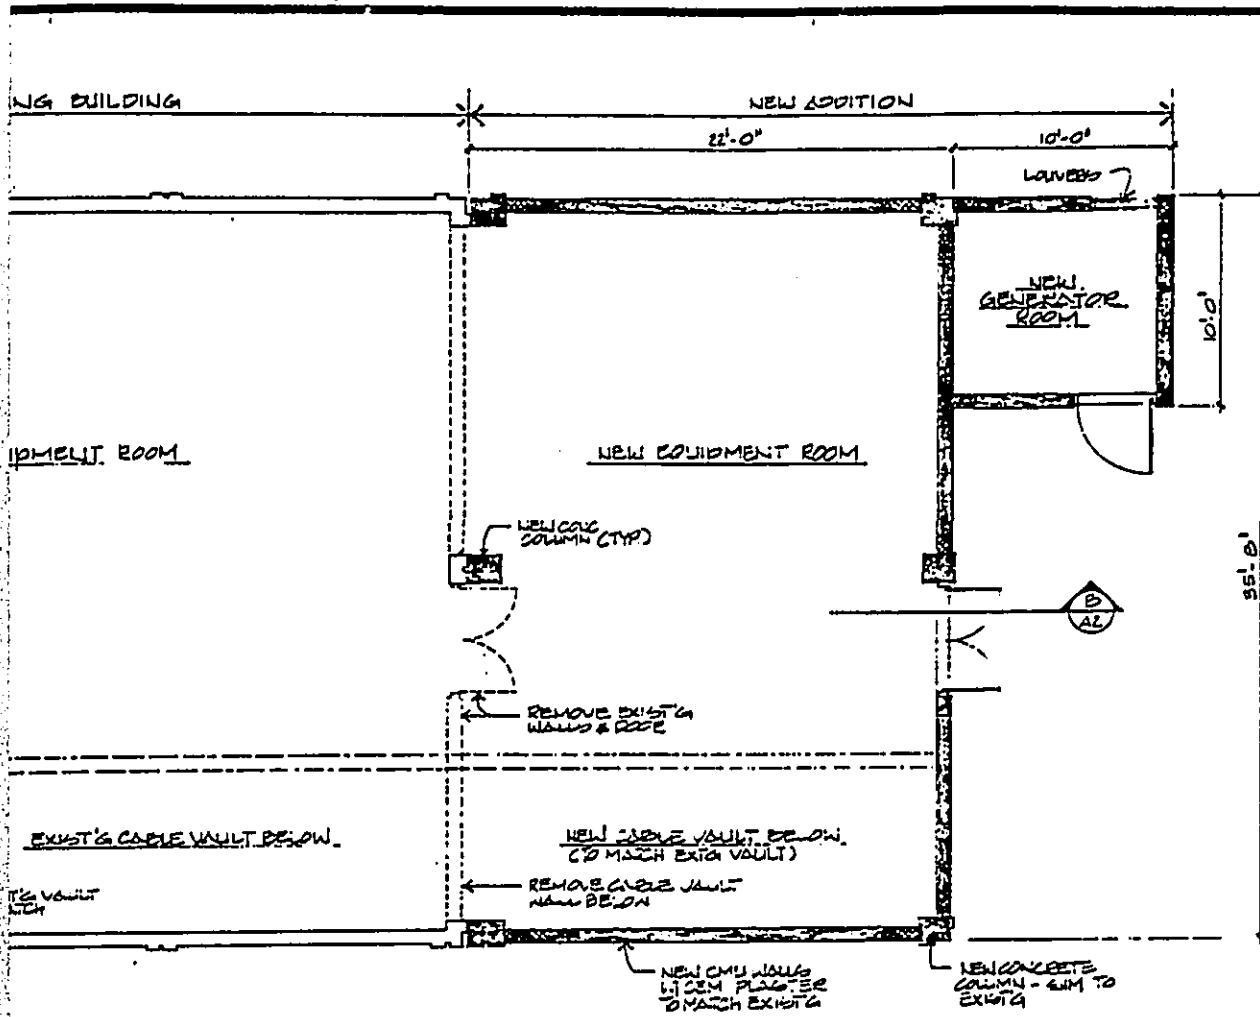 NG BUILDING
NEW ADDITION
22'-0"
10'-0"
LOUVERS
NEW
GENERATOR
ROOM
10'-0"
IPMENT ROOM
NEW EQUIPMENT ROOM
NEW CONC
COLUMN (TYP)
35'-8"
B
A2
REMOVE EXIST'G
WALLS & DOOR
EXIST'G CABLE VAULT BELOW
NEW CABLE VAULT BELOW
(TO MATCH EXIST'G VAULT)
T'G VAULT
REMOVE CABLE VAULT
WALL BELOW
NEW CMU WALLS
W/ CEM PLASTER
TO MATCH EXIST'G
NEW CONCRETE
COLUMN - SIM TO
EXIST'G